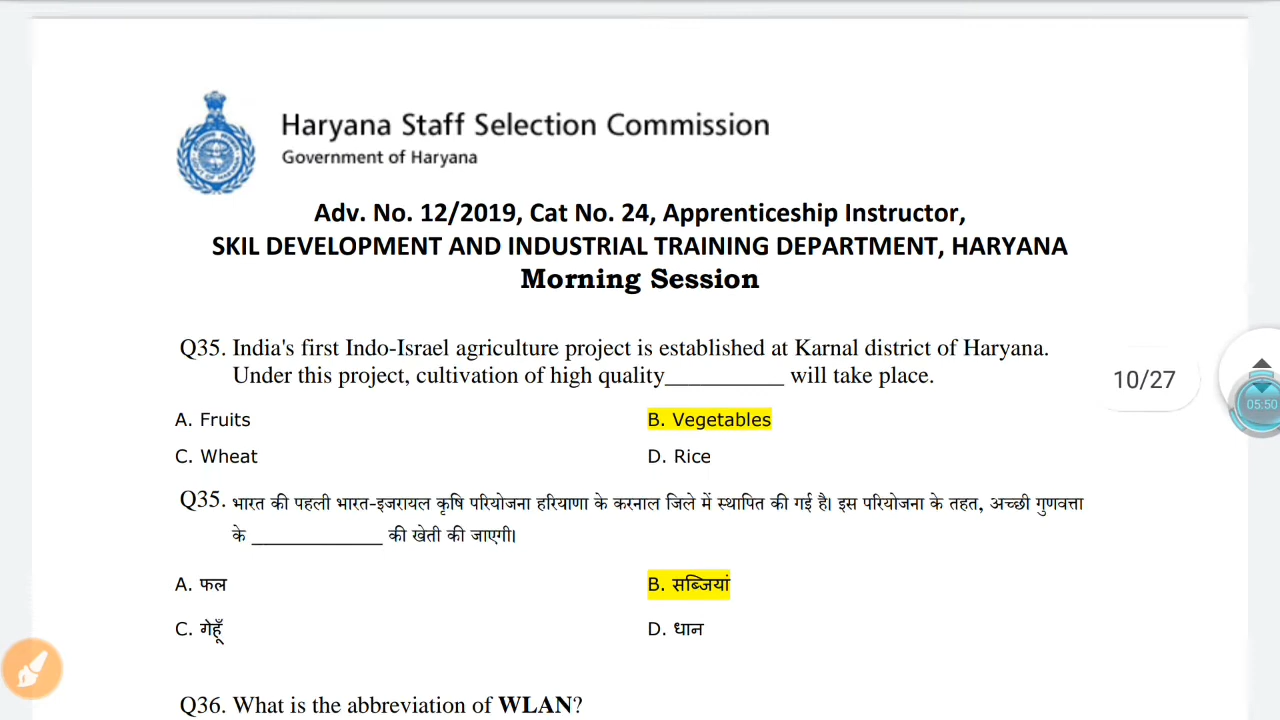 Haryana Staff Selection Commission
Government of Haryana
Adv. No. 12/2019, Cat No. 24, Apprenticeship Instructor,
SKIL DEVELOPMENT AND INDUSTRIAL TRAINING DEPARTMENT, HARYANA
Morning Session
Q35. India's first Indo-Israel agriculture project is established at Karnal district of Haryana.
Under this project, cultivation of high quality__________ will take place.
10/27
05:50
A. Fruits
B. Vegetables
C. Wheat
D. Rice
Q35. भारत की पहली भारत-इजरायल कृषि परियोजना हरियाणा के करनाल जिले में स्थापित की गई है। इस परियोजना के तहत, अच्छी गुणवत्ता
के _____________ की खेती की जाएगी।
A. फल
B. सब्जियां
C. गेहूँ
D. धान
Q36. What is the abbreviation of WLAN?